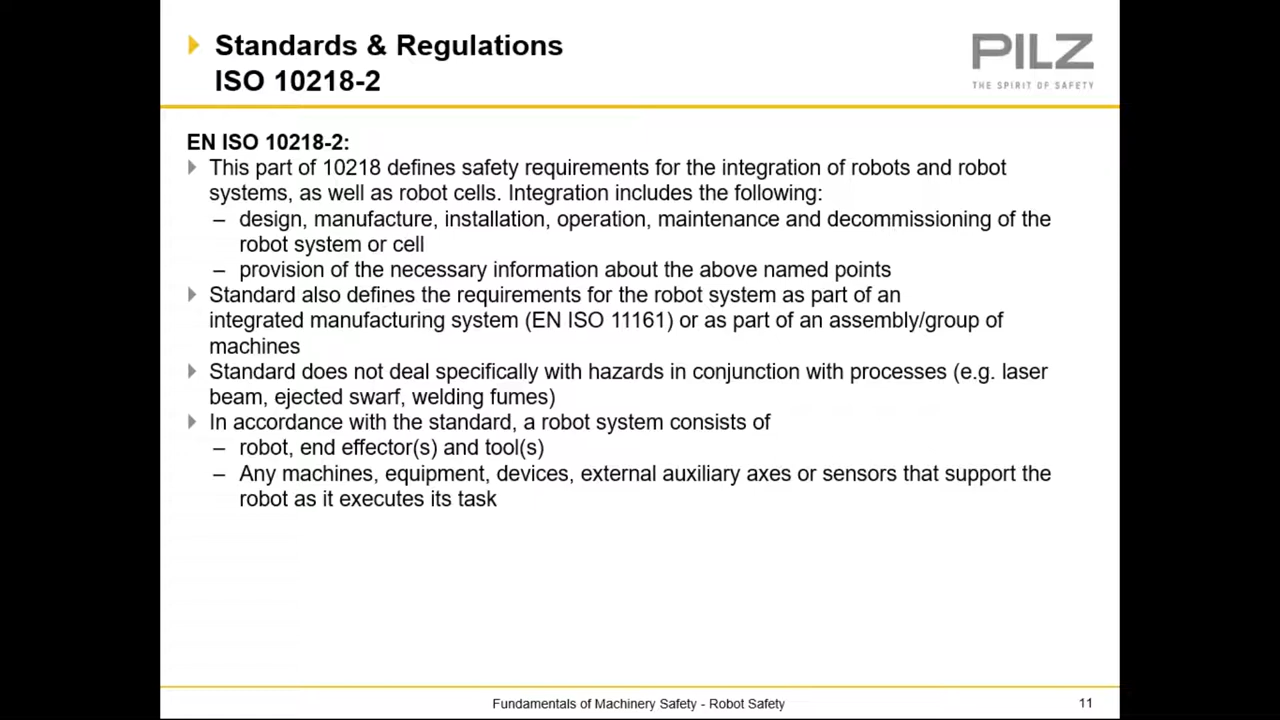 Standards & Regulations
ISO 10218-2
PILZ
THE SPIRIT OF SAFETY
EN ISO 10218-2:
This part of 10218 defines safety requirements for the integration of robots and robot
systems, as well as robot cells. Integration includes the following:
– design, manufacture, installation, operation, maintenance and decommissioning of the
robot system or cell
– provision of the necessary information about the above named points
Standard also defines the requirements for the robot system as part of an
integrated manufacturing system (EN ISO 11161) or as part of an assembly/group of
machines
Standard does not deal specifically with hazards in conjunction with processes (e.g. laser
beam, ejected swarf, welding fumes)
In accordance with the standard, a robot system consists of
– robot, end effector(s) and tool(s)
– Any machines, equipment, devices, external auxiliary axes or sensors that support the
robot as it executes its task
Fundamentals of Machinery Safety - Robot Safety
11